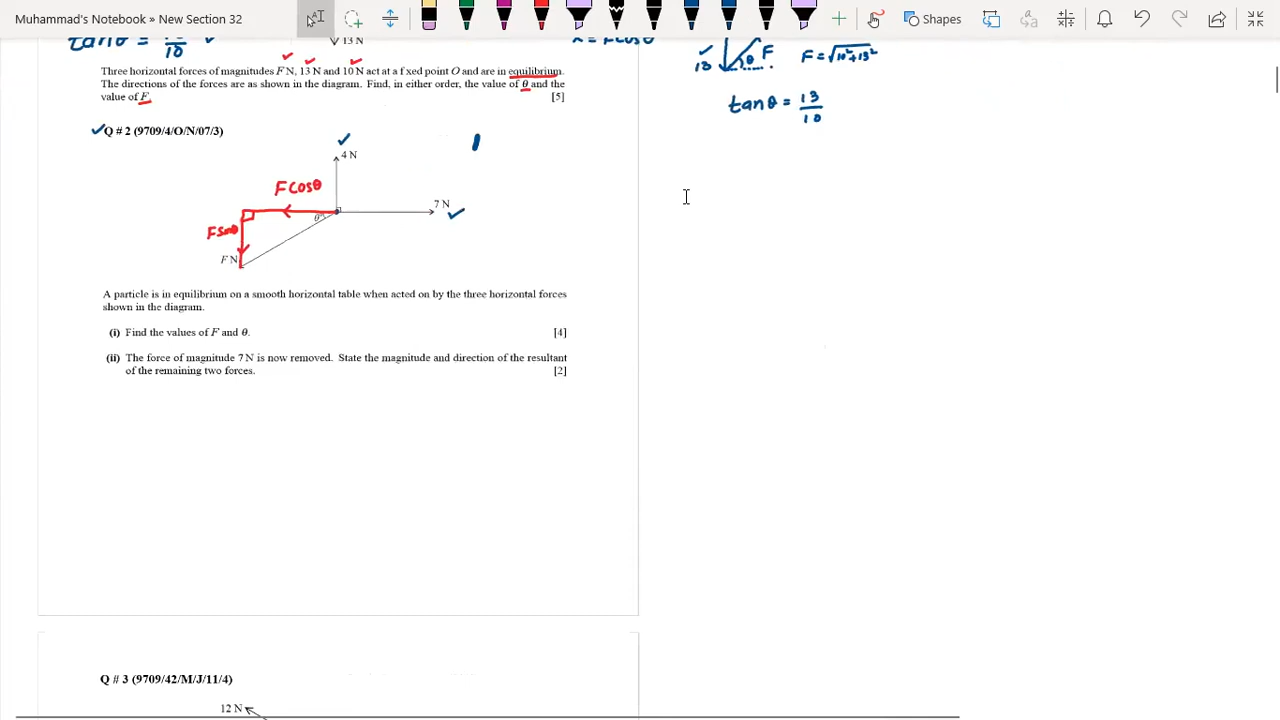 Muhammad's Notebook » New Section 32
Shapes
tanθ =
10
13 N
Three horizontal forces of magnitudes F N, 13 N and 10 N act at a f xed point O and are in equilibrium.
The directions of the forces are as shown in the diagram. Find, in either order, the value of θ and the
value of F.
[5]
13
θ
F
F = √10²+13²
tanθ = 13
10
Q # 2 (9709/4/O/N/07/3)
4 N
F Cosθ
7 N
θ°
F Sinθ
F N
A particle is in equilibrium on a smooth horizontal table when acted on by the three horizontal forces
shown in the diagram.
(i) Find the values of F and θ.
[4]
(ii) The force of magnitude 7 N is now removed. State the magnitude and direction of the resultant
of the remaining two forces.
[2]
Q # 3 (9709/42/M/J/11/4)
12 N